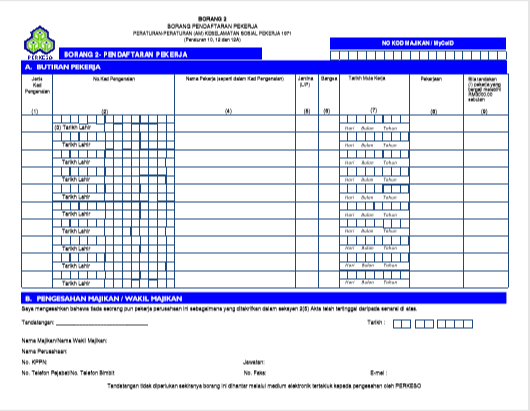 BORANG 2
BORANG PENDAFTARAN PEKERJA
PERATURAN-PERATURAN (AM) KESELAMATAN SOSIAL PEKERJA 1971
(Peraturan 10, 12 dan 12A)
NO KOD MAJIKAN / MyCoID
PERKESO
BORANG 2- PENDAFTARAN PEKERJA
A. BUTIRAN PEKERJA
Jenis Kad Pengenalan
No.Kad Pengenalan
Nama Pekerja (seperti dalam Kad Pengenalan)
Jantina (L/P)
Bangsa
Tarikh Mula Kerja
Pekerjaan
Sila tandakan (/) pekerja yang bergaji melebihi RM3000.00 sebulan
(1) (2) (4) (5) (6) (7) (8) (9)
(3) Tarikh Lahir
Hari Bulan Tahun
Tarikh Lahir
Hari Bulan Tahun
Tarikh Lahir
Hari Bulan Tahun
Tarikh Lahir
Hari Bulan Tahun
Tarikh Lahir
Hari Bulan Tahun
Tarikh Lahir
Hari Bulan Tahun
Tarikh Lahir
Hari Bulan Tahun
Tarikh Lahir
Hari Bulan Tahun
Tarikh Lahir
Hari Bulan Tahun
Tarikh Lahir
Hari Bulan Tahun
B. PENGESAHAN MAJIKAN / WAKIL MAJIKAN
Saya mengesahkan bahawa tiada seorang pun pekerja perusahaan ini sebagaimana yang ditakrifkan dalam seksyen 2(5) Akta telah tertinggal daripada senarai di atas.
Tandatangan:
Tarikh :
Nama Majikan/Nama Wakil Majikan:
Nama Perusahaan:
No. KPPN:
Jawatan:
No. Telefon Pejabat/No. Telefon Bimbit
No. Faks:
E-mel :
Tandatangan tidak diperlukan sekiranya borang ini dihantar melalui medium elektronik tertakluk kepada pengesahan oleh PERKESO